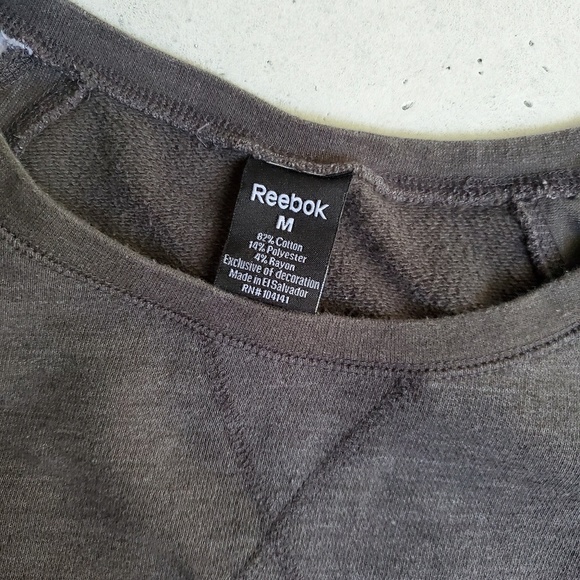 Reebok
M
82% Cotton
14% Polyester
4% Rayon
Exclusive of decoration
Made in El Salvador
RN# 104141